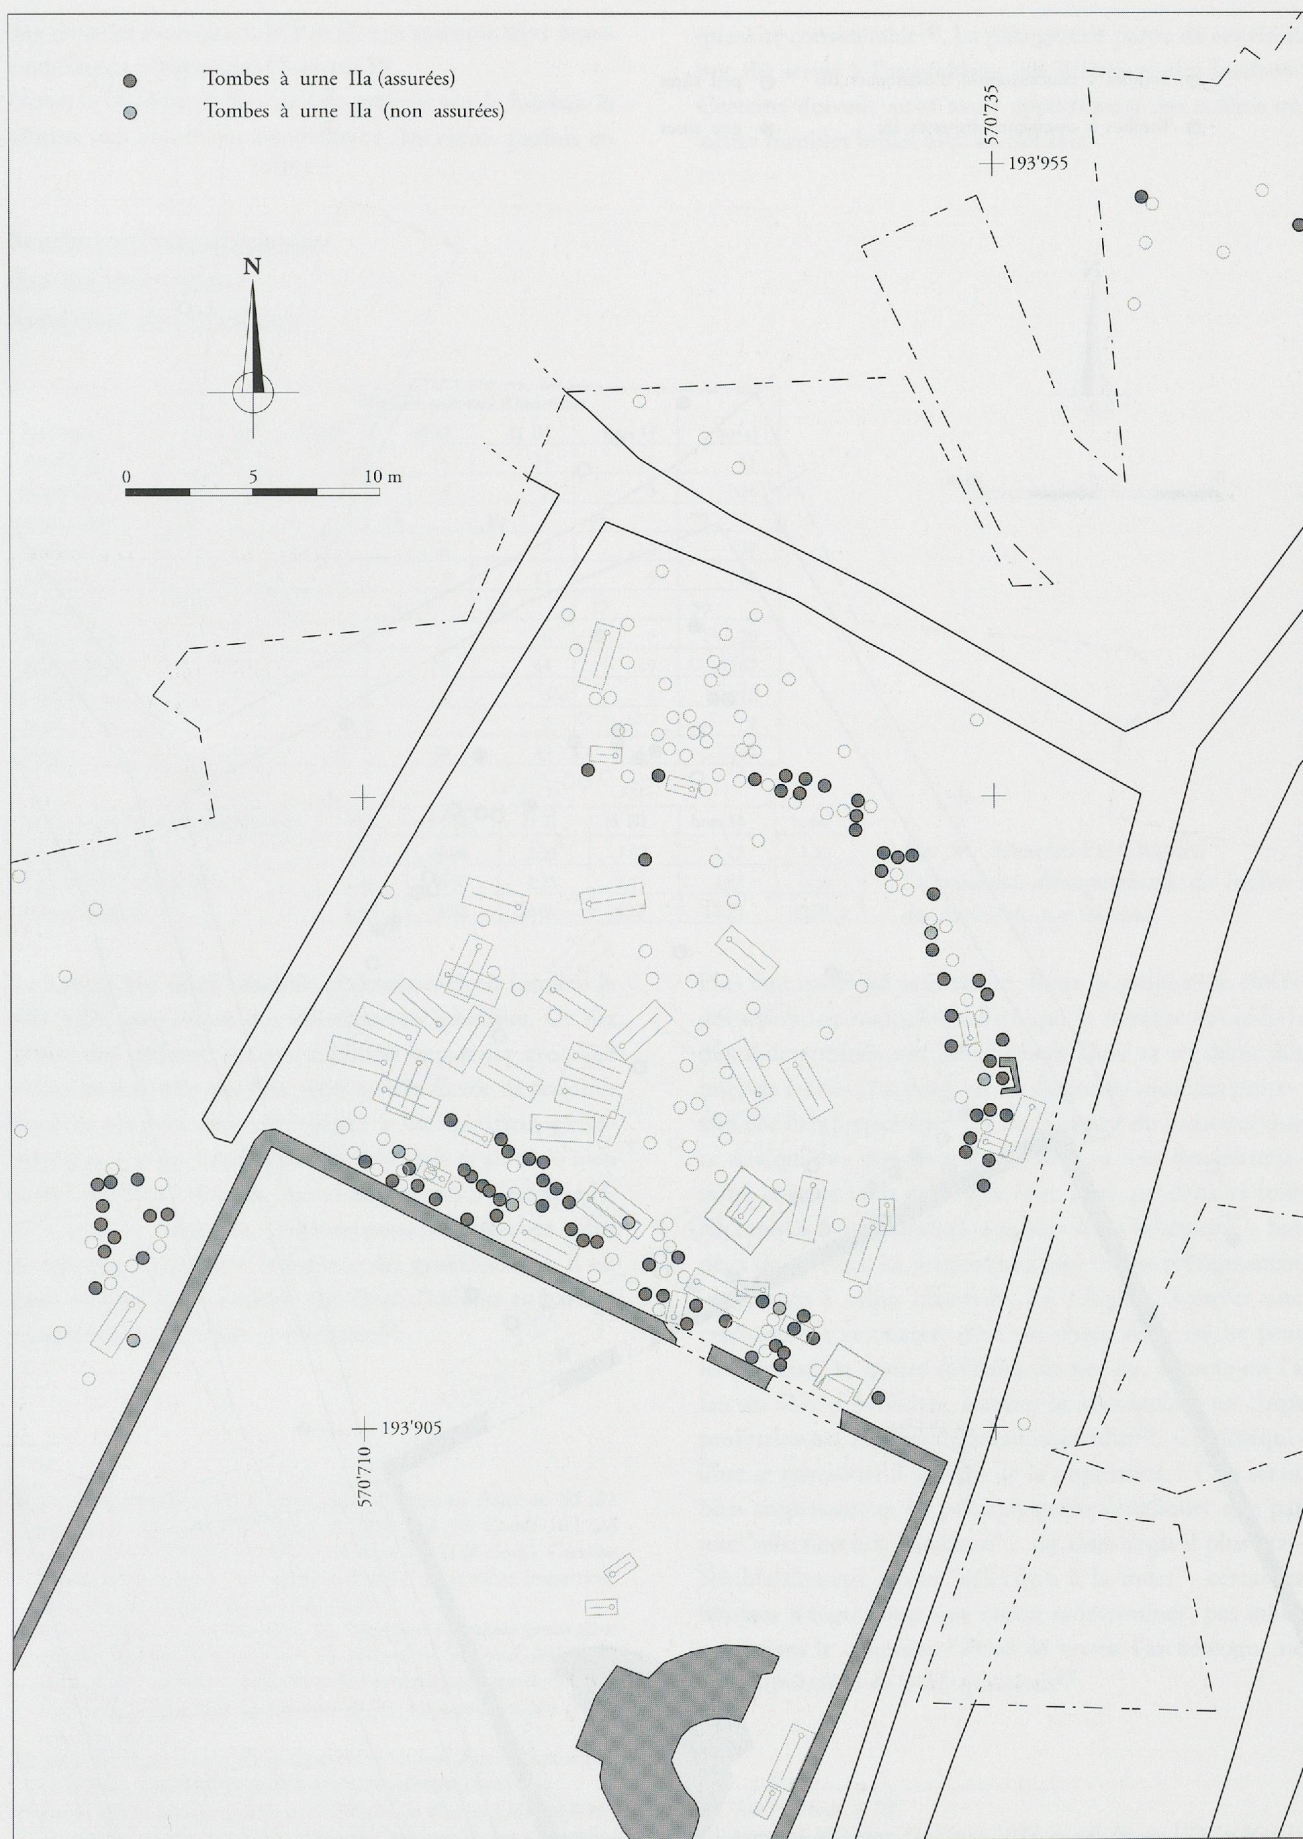 Tombes à urne IIa (assurées)
Tombes à urne IIa (non assurées)
570'735
193'955
N
0 5 10 m
193'905
570'710